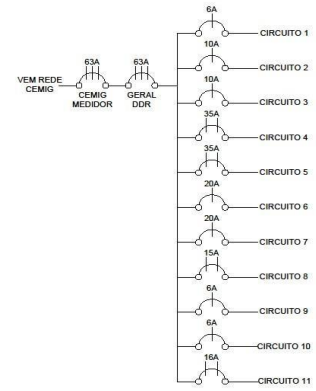 6A
CIRCUITO 1
10A
CIRCUITO 2
63A
63A
VEM REDE
CEMIG
CEMIG
MEDIDOR
GERAL
DDR
10A
CIRCUITO 3
35A
CIRCUITO 4
35A
CIRCUITO 5
20A
CIRCUITO 6
20A
CIRCUITO 7
15A
CIRCUITO 8
6A
CIRCUITO 9
6A
CIRCUITO 10
16A
CIRCUITO 11